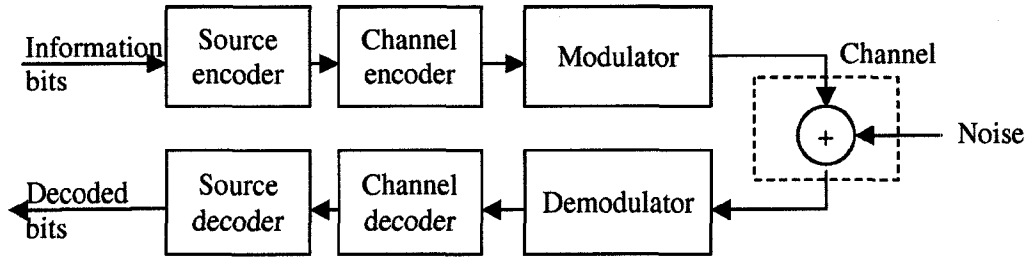 Information
bits
Source
encoder
Channel
encoder
Modulator
Channel
+
Noise
Decoded
bits
Source
decoder
Channel
decoder
Demodulator